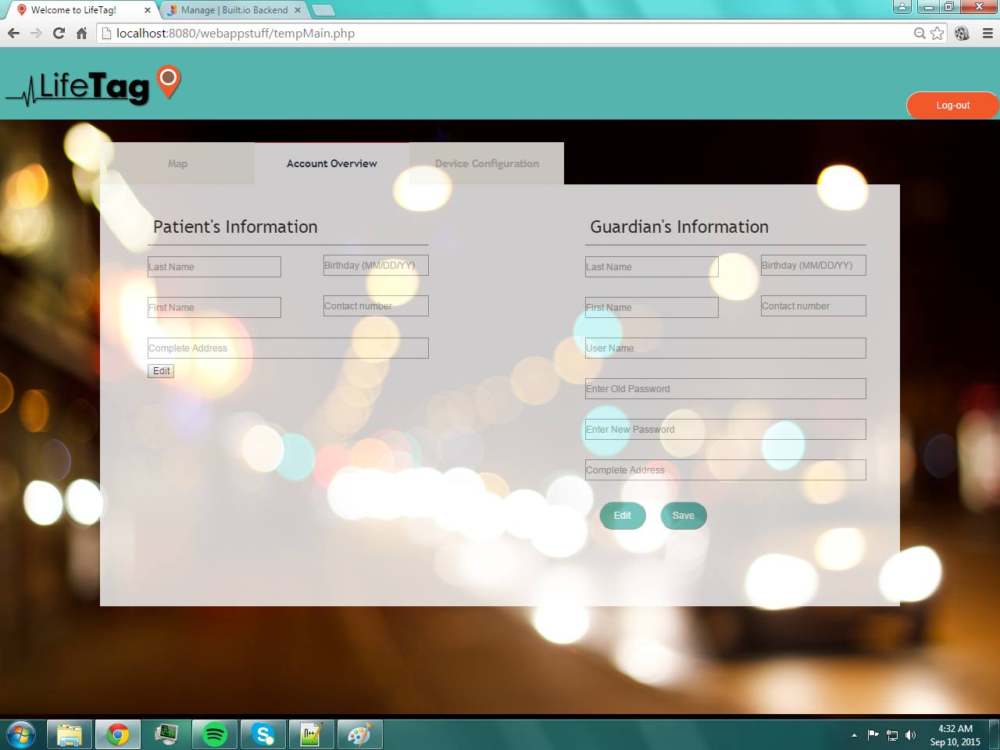 Welcome to LifeTag!
Manage | Built.io Backend
localhost:8080/webappstuff/tempMain.php
LifeTag
Log-out
Map
Account Overview
Device Configuration
Patient's Information
Last Name
Birthday (MM/DD/YY)
First Name
Contact number
Complete Address
Edit
Guardian's Information
Last Name
Birthday (MM/DD/YY)
First Name
Contact number
User Name
Enter Old Password
Enter New Password
Complete Address
Edit
Save
N++
4:32 AM
Sep 10, 2015